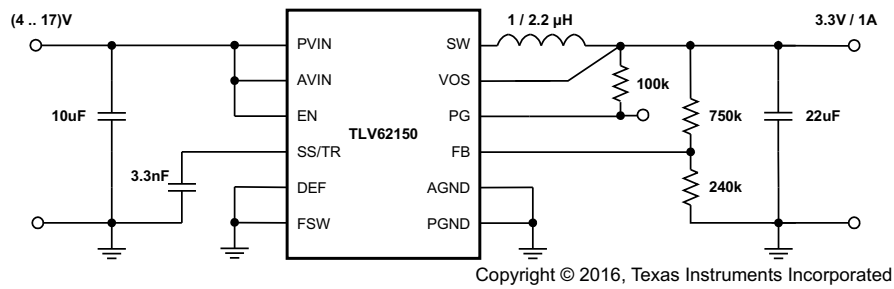 (4 .. 17)V
1 / 2.2 µH
3.3V / 1A
PVIN
SW
AVIN
VOS
100k
10uF
EN
PG
750k
22uF
TLV62150
SS/TR
FB
3.3nF
DEF
AGND
240k
FSW
PGND
Copyright © 2016, Texas Instruments Incorporated